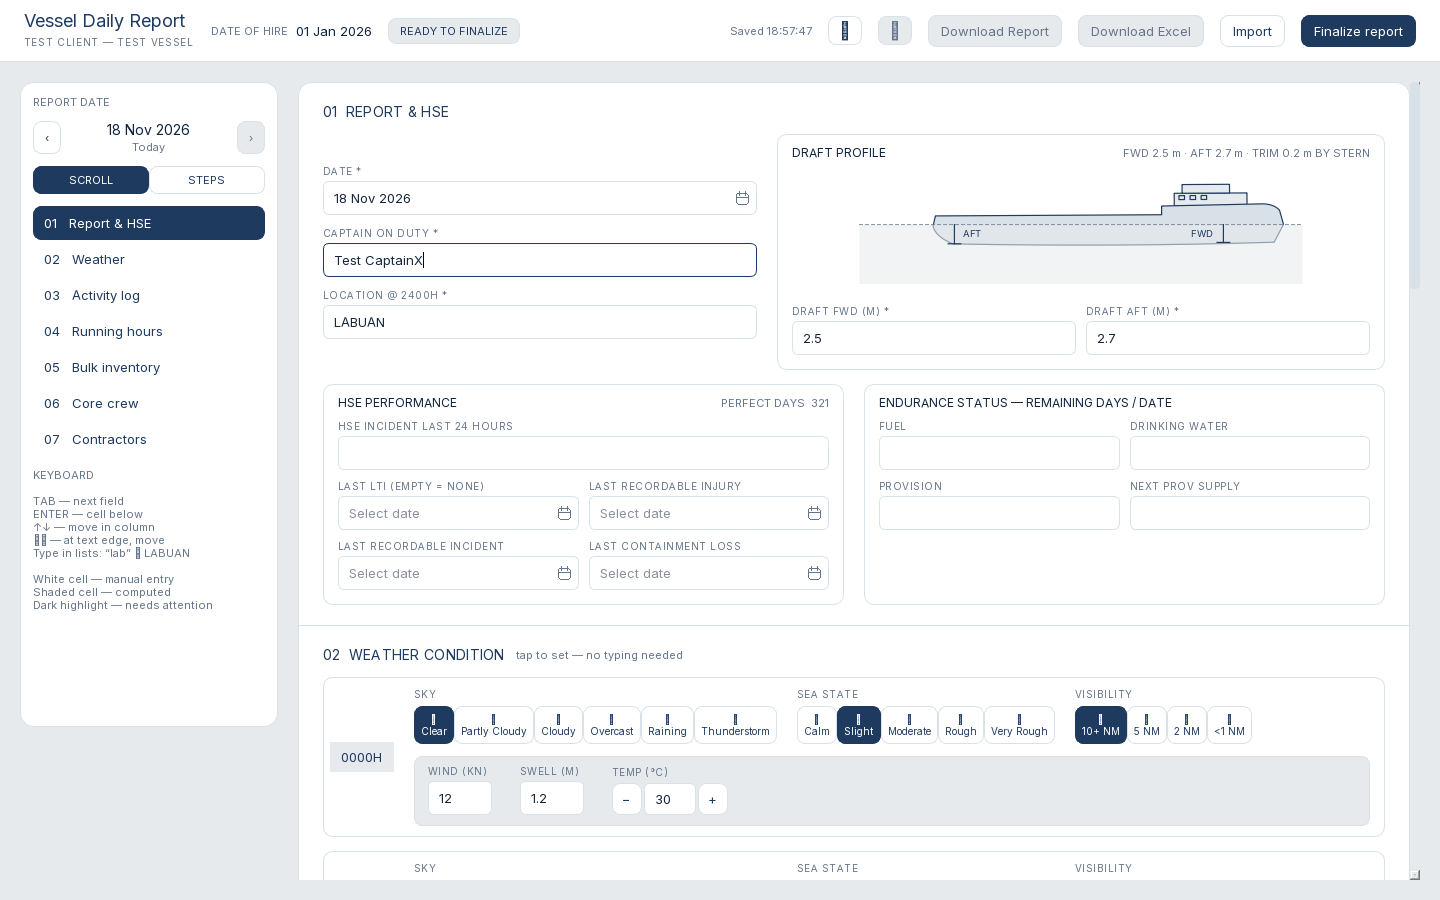 Vessel Daily Report
TEST CLIENT — TEST VESSEL
DATE OF HIRE 01 Jan 2026
READY TO FINALIZE
Saved 18:57:47
Download Report
Download Excel
Import
Finalize report
REPORT DATE
‹
18 Nov 2026
Today
›
SCROLL
STEPS
01 Report & HSE
02 Weather
03 Activity log
04 Running hours
05 Bulk inventory
06 Core crew
07 Contractors
KEYBOARD
TAB — next field
ENTER — cell below
↑↓ — move in column
— at text edge, move
Type in lists: “lab” LABUAN
White cell — manual entry
Shaded cell — computed
Dark highlight — needs attention
01 REPORT & HSE
DATE *
18 Nov 2026
CAPTAIN ON DUTY *
Test CaptainX
LOCATION @ 2400H *
LABUAN
DRAFT PROFILE
FWD 2.5 m · AFT 2.7 m · TRIM 0.2 m BY STERN
AFT
FWD
DRAFT FWD (M) *
DRAFT AFT (M) *
2.5
2.7
HSE PERFORMANCE
PERFECT DAYS 321
HSE INCIDENT LAST 24 HOURS
LAST LTI (EMPTY = NONE)
LAST RECORDABLE INJURY
Select date
Select date
LAST RECORDABLE INCIDENT
LAST CONTAINMENT LOSS
Select date
Select date
ENDURANCE STATUS — REMAINING DAYS / DATE
FUEL
DRINKING WATER
PROVISION
NEXT PROV SUPPLY
02 WEATHER CONDITION tap to set — no typing needed
0000H
SKY
Clear
Partly Cloudy
Cloudy
Overcast
Raining
Thunderstorm
SEA STATE
Calm
Slight
Moderate
Rough
Very Rough
VISIBILITY
10+ NM
5 NM
2 NM
<1 NM
WIND (KN)
SWELL (M)
TEMP (°C)
12
1.2
− 30 +
SKY
SEA STATE
VISIBILITY